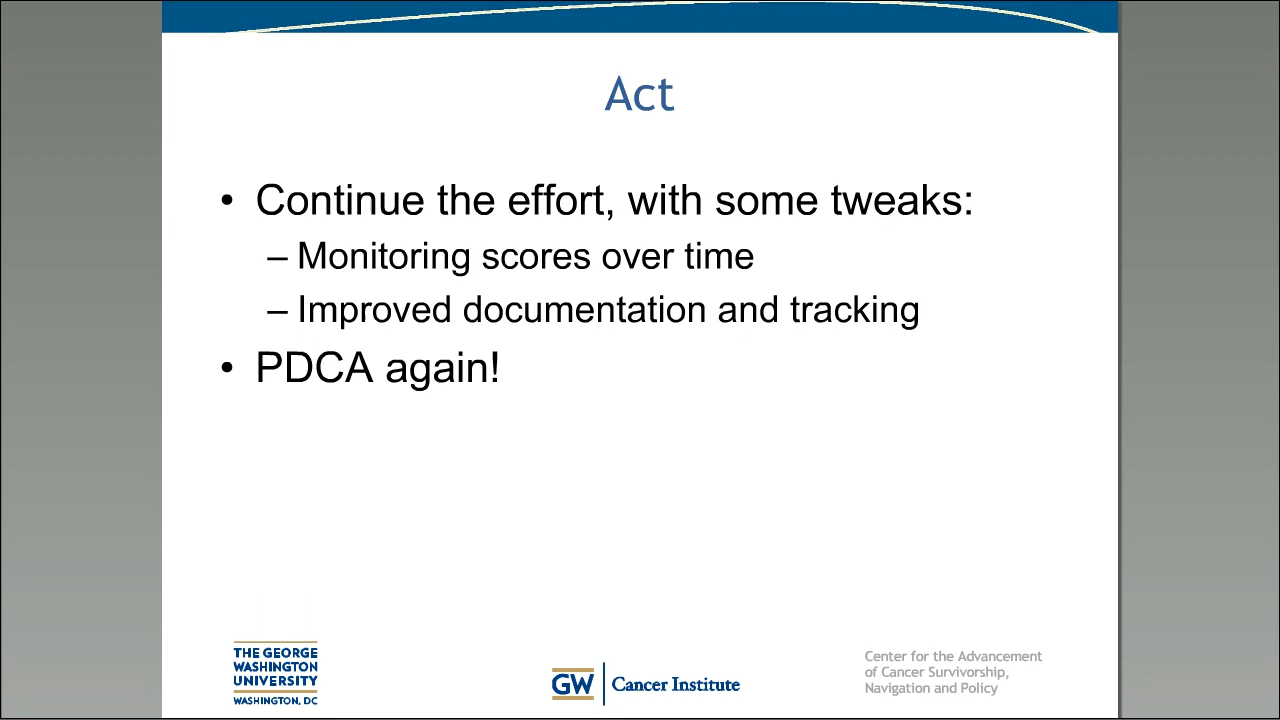 Act
• Continue the effort, with some tweaks:
– Monitoring scores over time
– Improved documentation and tracking
• PDCA again!
THE GEORGE
WASHINGTON
UNIVERSITY
WASHINGTON, DC
GW Cancer Institute
Center for the Advancement
of Cancer Survivorship,
Navigation and Policy